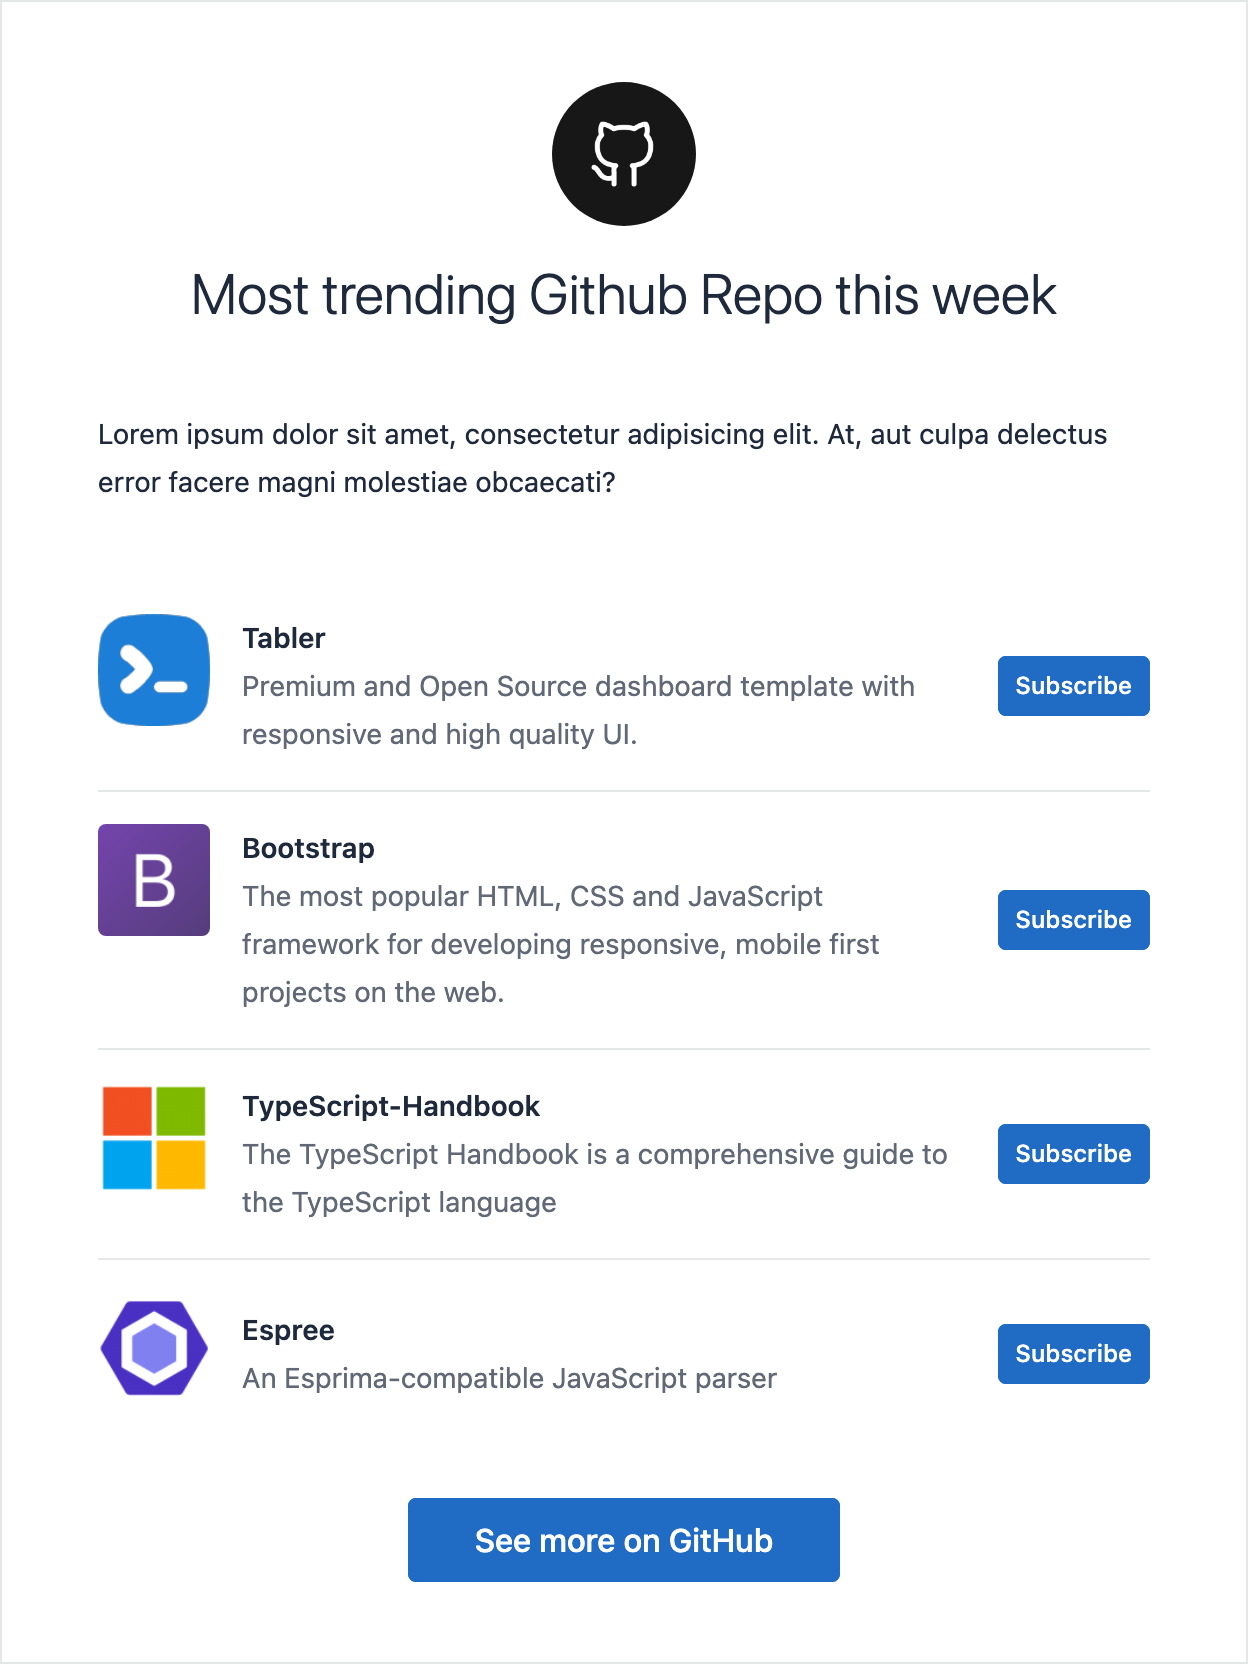 Most trending Github Repo this week
Lorem ipsum dolor sit amet, consectetur adipisicing elit. At, aut culpa delectus
error facere magni molestiae obcaecati?
Tabler
Premium and Open Source dashboard template with
responsive and high quality UI.
Subscribe
B
Bootstrap
The most popular HTML, CSS and JavaScript
framework for developing responsive, mobile first
projects on the web.
Subscribe
TypeScript-Handbook
The TypeScript Handbook is a comprehensive guide to
the TypeScript language
Subscribe
Espree
An Esprima-compatible JavaScript parser
Subscribe
See more on GitHub